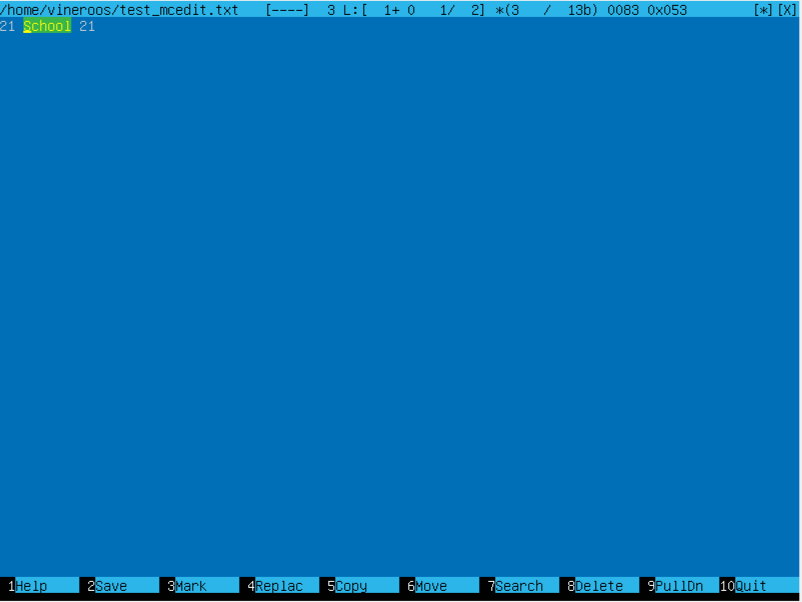 /home/vineroos/test_mcedit.txt [----] 3 L:[ 1+ 0 1/ 2] *(3 / 13b) 0083 0x053 [*][X]
21 School 21
1Help 2Save 3Mark 4Replac 5Copy 6Move 7Search 8Delete 9PullDn 10Quit